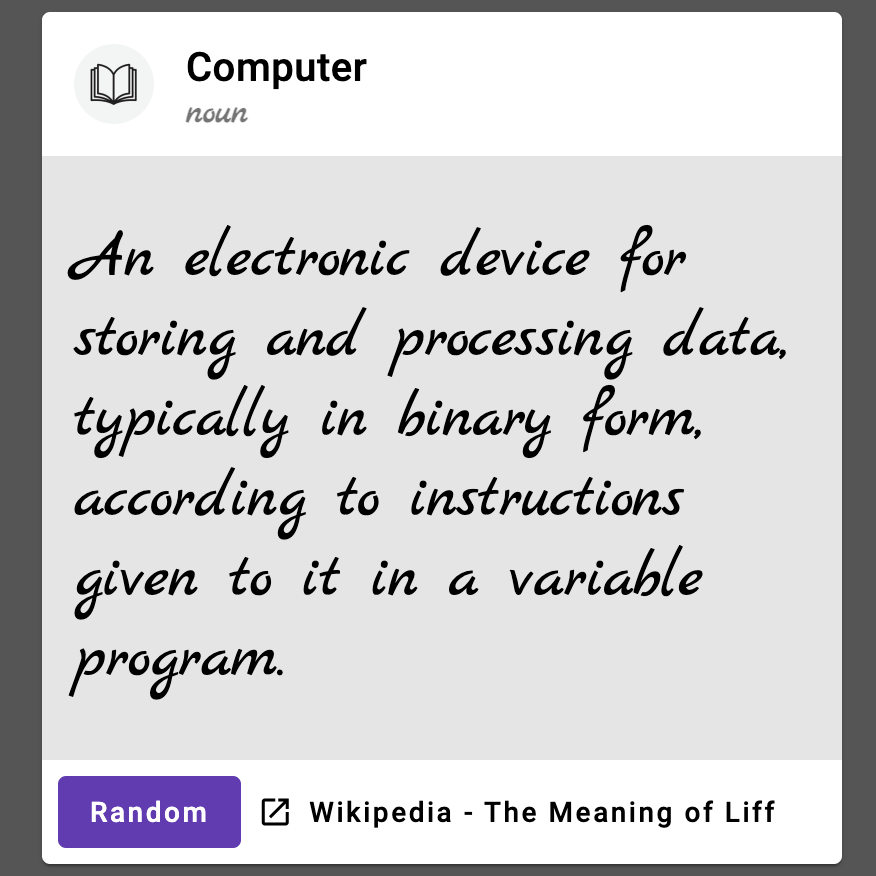 Computer
noun
An electronic device for
storing and processing data,
typically in binary form,
according to instructions
given to it in a variable
program.
Random
Wikipedia - The Meaning of Liff